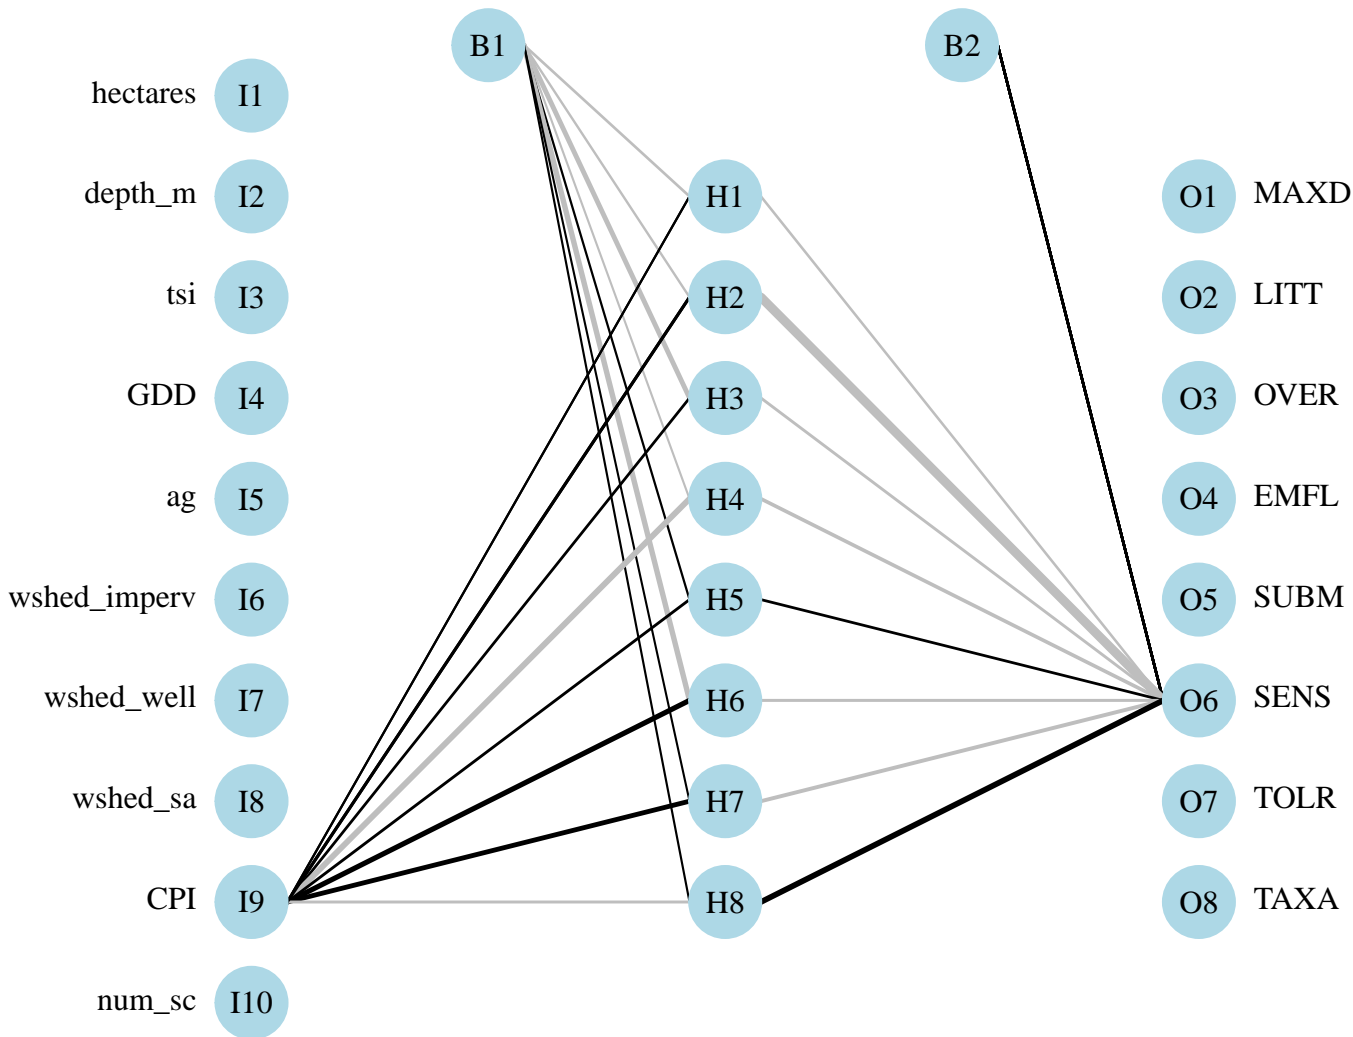 B1 B2
hectares I1
depth_m I2 H1 O1 MAXD
tsi I3 H2 O2 LITT
GDD I4 H3 O3 OVER
ag I5 H4 O4 EMFL
wshed_imperv I6 H5 O5 SUBM
wshed_well I7 H6 O6 SENS
wshed_sa I8 H7 O7 TOLR
CPI I9 H8 O8 TAXA
num_sc I10